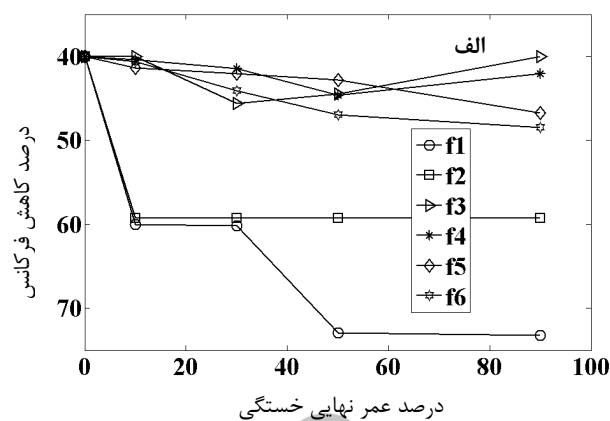 الف
40
50
60
70
درصد کاهش فرکانس
f1
f2
f3
f4
f5
f6
0 20 40 60 80 100
درصد عمر نهایی خستگی